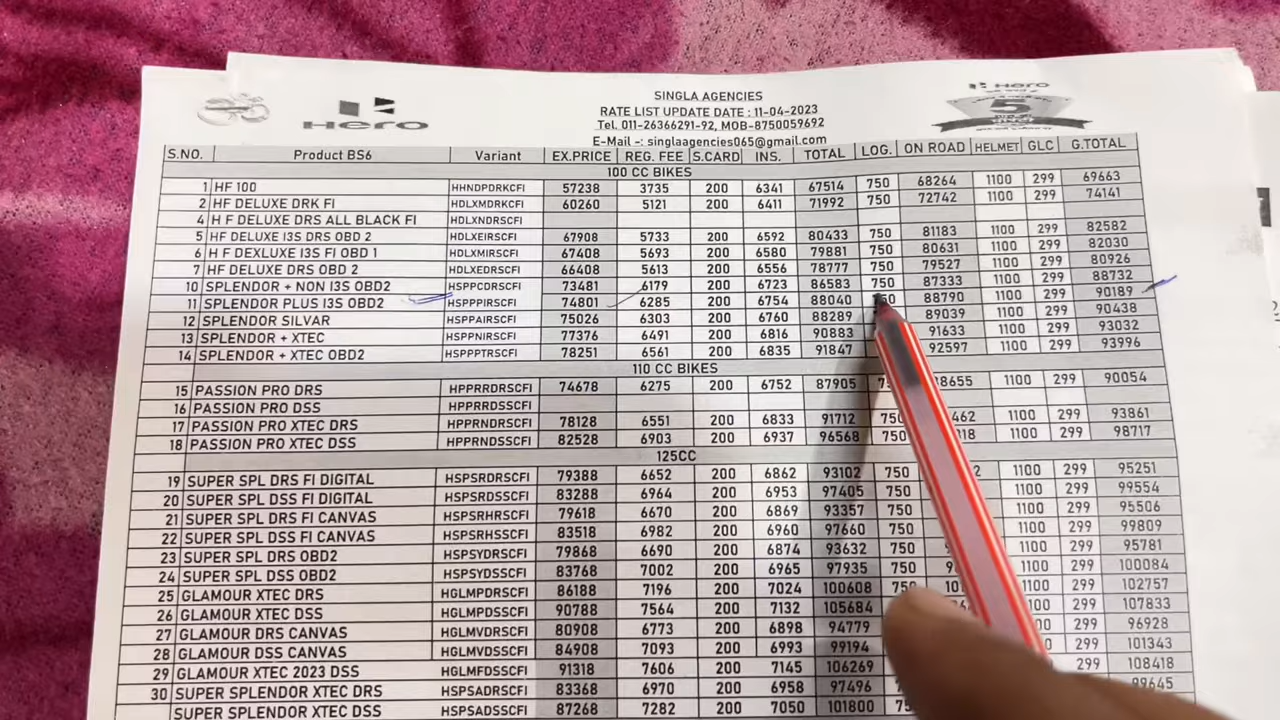 SINGLA AGENCIES
Hero
RATE LIST UPDATE DATE : 11-04-2023
Hero
5
Tel. 011-26366291-92, MOB-8750059692
E-Mail -: singlaagencies065@gmail.com
S.NO. Product BS6 Variant EX.PRICE REG. FEE S.CARD INS. TOTAL LOG. ON ROAD HELMET GLC G.TOTAL
100 CC BIKES
1 HF 100 HHNDPDRKCFI 57238 3735 200 6341 67514 750 68264 1100 299 69663
2 HF DELUXE DRK FI HDLXMDRKCFI 60260 5121 200 6411 71992 750 72742 1100 299 74141
4 H F DELUXE DRS ALL BLACK FI HDLXNDRSCFI
5 HF DELUXE I3S DRS OBD 2 HDLXEIRSCFI 67908 5733 200 6592 80433 750 81183 1100 299 82582
6 HF DEXLUXE I3S FI OBD 1 HDLXMIRSCFI 67408 5693 200 6580 79881 750 80631 1100 299 82030
7 HF DELUXE DRS OBD 2 HDLXEDRSCFI 66408 5613 200 6556 78777 750 79527 1100 299 80926
10 SPLENDOR + NON I3S OBD2 HSPPCDRSCFI 73481 6179 200 6723 86583 750 87333 1100 299 88732
11 SPLENDOR PLUS I3S OBD2 HSPPPIRSCFI 74801 6285 200 6754 88040 88790 1100 299 90189
12 SPLENDOR SILVAR HSPPAIRSCFI 75026 6303 200 6760 88289 89039 1100 299 90438
13 SPLENDOR + XTEC HSPPNIRSCFI 77376 6491 200 6816 90883 91633 1100 299 93032
14 SPLENDOR + XTEC OBD2 HSPPPTRSCFI 78251 6561 200 6835 91847 92597 1100 299 93996
110 CC BIKES
15 PASSION PRO DRS HPPRRDRSCFI 74678 6275 200 6752 87905 1100 299 90054
16 PASSION PRO DSS HPPRRDSSCFI
17 PASSION PRO XTEC DRS HPPRNDRSCFI 78128 6551 200 6833 91712 750 1100 299 93861
18 PASSION PRO XTEC DSS HPPRNDSSCFI 82528 6903 200 6937 96568 750 1100 299 98717
125CC
19 SUPER SPL DRS FI DIGITAL HSPSRDRSCFI 79388 6652 200 6862 93102 750 1100 299 95251
20 SUPER SPL DSS FI DIGITAL HSPSRDSSCFI 83288 6964 200 6953 97405 750 1100 299 99554
21 SUPER SPL DRS FI CANVAS HSPSRHRSCFI 79618 6670 200 6869 93357 750 1100 299 95506
22 SUPER SPL DSS FI CANVAS HSPSRHSSCFI 83518 6982 200 6960 97660 750 1100 299 99809
23 SUPER SPL DRS OBD2 HSPSYDRSCFI 79868 6690 200 6874 93632 750 1100 299 95781
24 SUPER SPL DSS OBD2 HSPSYDSSCFI 83768 7002 200 6965 97935 750 1100 299 100084
25 GLAMOUR XTEC DRS HGLMPDRSCFI 86188 7196 200 7024 100608 750 1100 299 102757
26 GLAMOUR XTEC DSS HGLMPDSSCFI 90788 7564 200 7132 105684 299 107833
27 GLAMOUR DRS CANVAS HGLMVDRSCFI 80908 6773 200 6898 94779 299 96928
28 GLAMOUR DSS CANVAS HGLMVDSSCFI 84908 7093 200 6993 99194 299 101343
29 GLAMOUR XTEC 2023 DSS HGLMFDSSCFI 91318 7606 200 7145 106269 299 108418
30 SUPER SPLENDOR XTEC DRS HSPSADRSCFI 83368 6970 200 6958 97496
SUPER SPLENDOR XTEC DSS HSPSADSSCFI 87268 7282 200 7050 101800